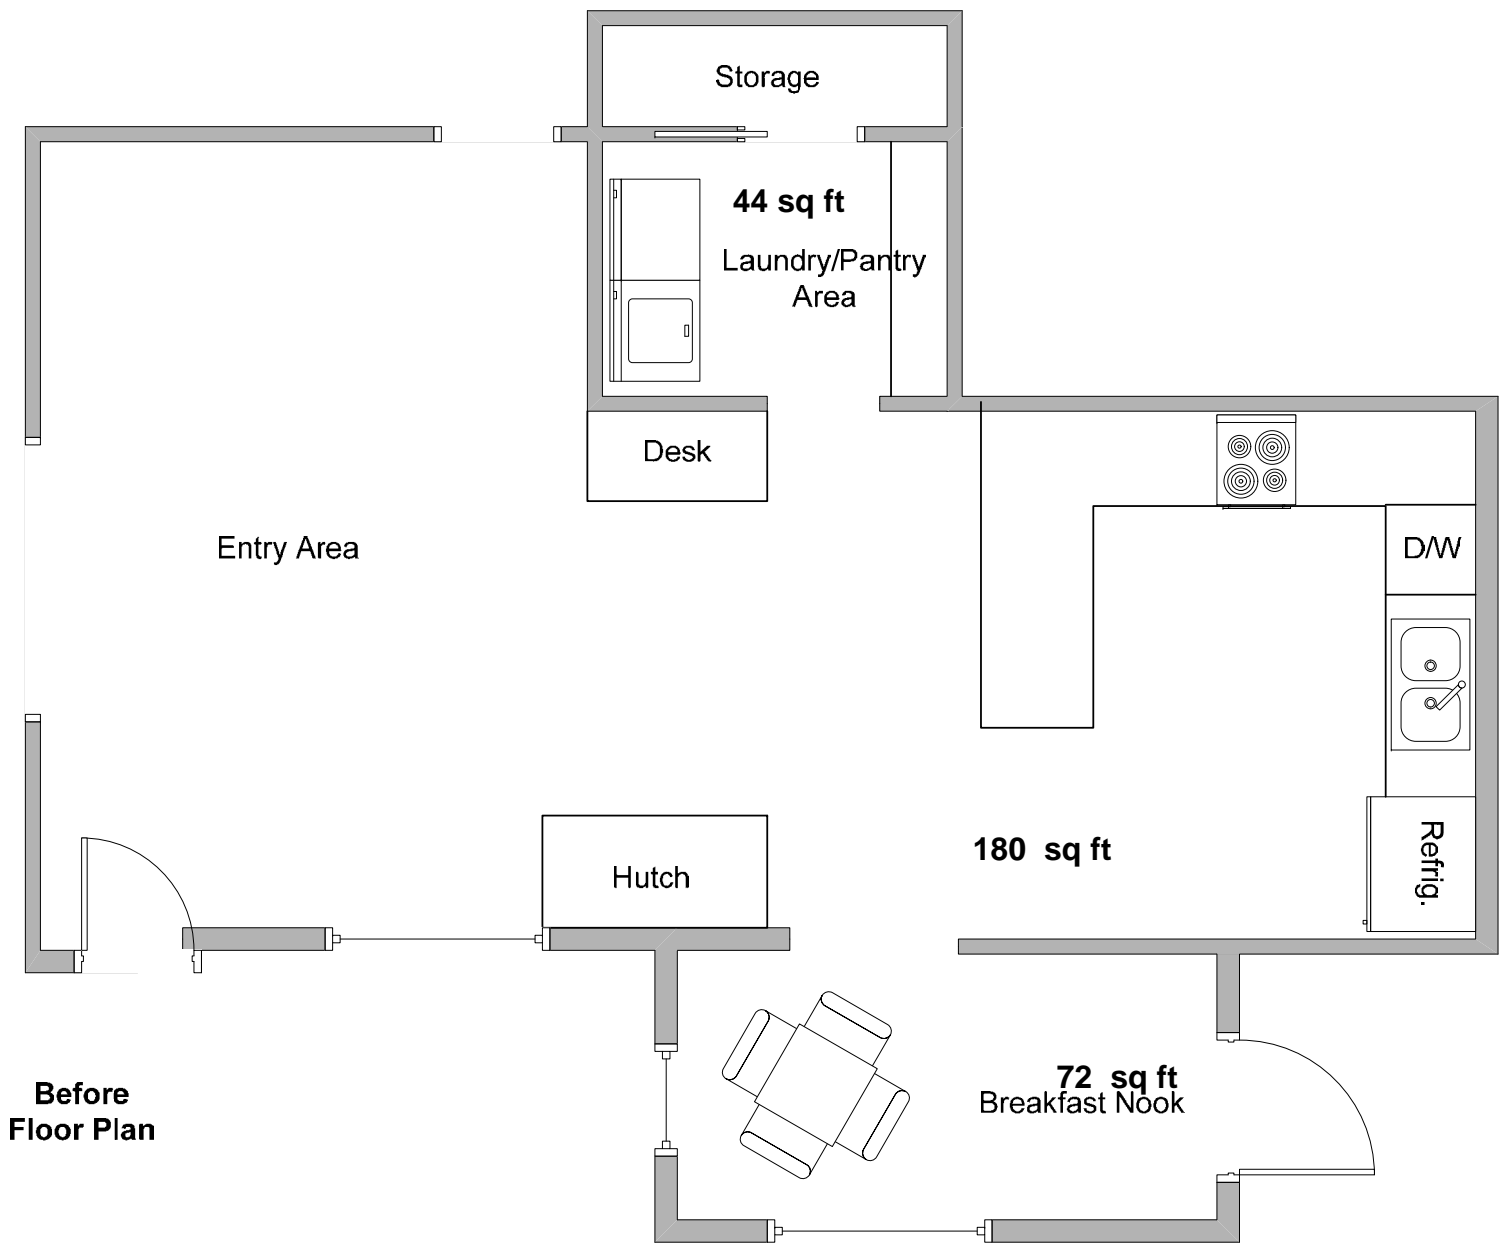 Storage
44 sq ft
Laundry/Pantry
Area
Desk
Entry Area
D/W
180  sq ft
Refrig.
Hutch
72  sq ft
Breakfast Nook
Before
Floor Plan